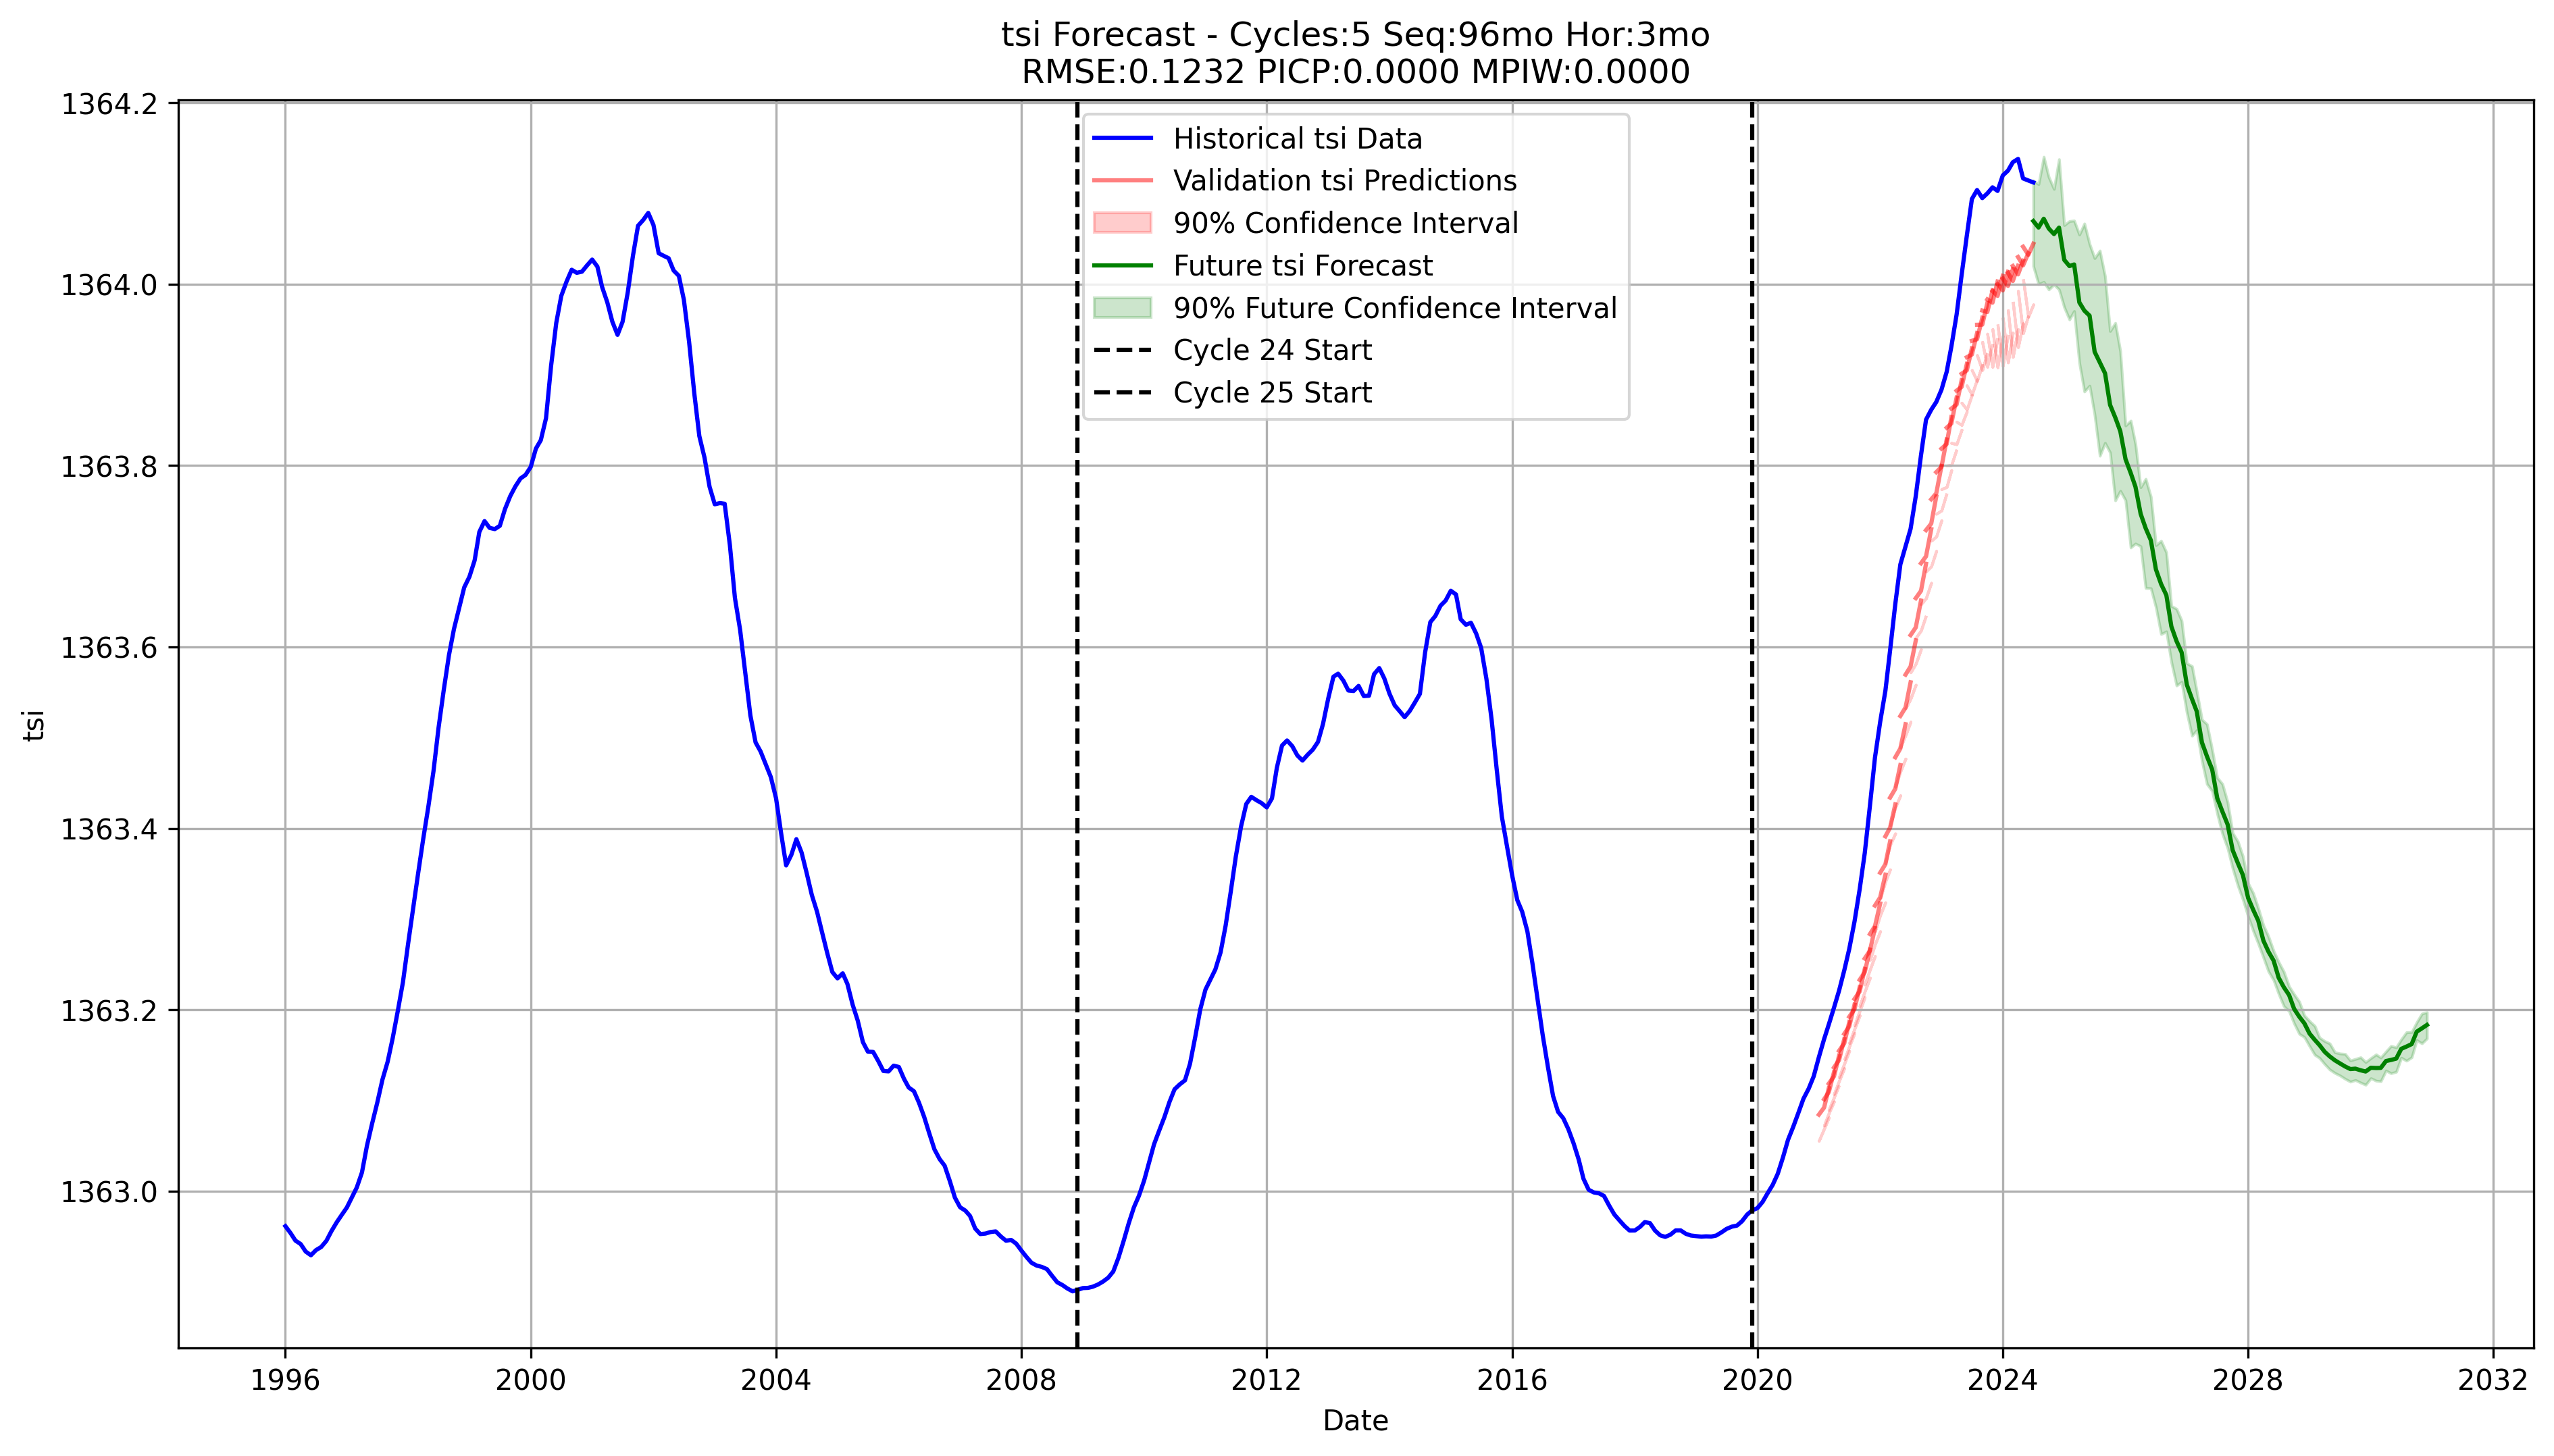 tsi Forecast - Cycles:5 Seq:96mo Hor:3mo
RMSE:0.1232 PICP:0.0000 MPIW:0.0000
1364.2
1364.0
1363.8
1363.6
1363.4
1363.2
1363.0
tsi
Historical tsi Data
Validation tsi Predictions
90% Confidence Interval
Future tsi Forecast
90% Future Confidence Interval
Cycle 24 Start
Cycle 25 Start
1996 2000 2004 2008 2012 2016 2020 2024 2028 2032
Date